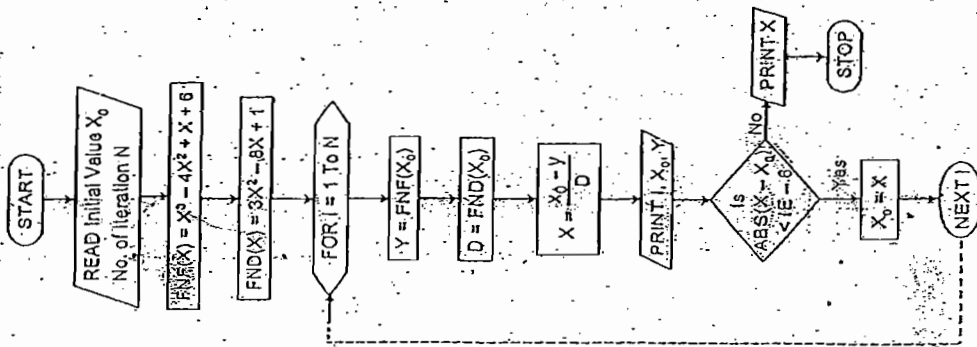 START
READ Initial Value X₀
No. of Iteration N
FNF(X) = X³ – 4X² + X + 6
FND(X) = 3X² – 8X + 1
FOR I = 1 To N
Y = FNF(X₀)
D = FND(X₀)
X = X₀ – y
D
PRINT I, X₀, Y
Is
ABS(X – X₀)
< IE – 6
No
PRINT X
STOP
Yes
X₀ = X
NEXT I